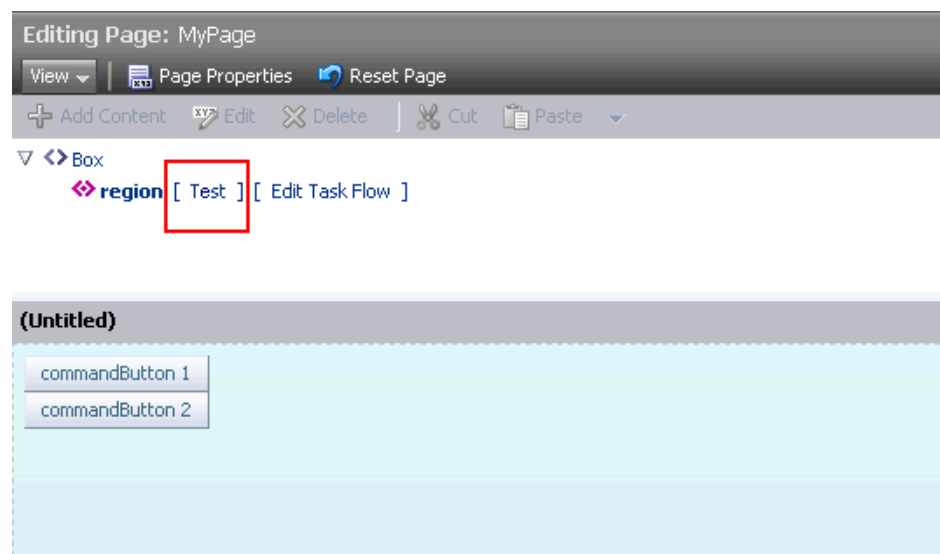 Editing Page: MyPage
View Page Properties Reset Page
Add Content Edit Delete Cut Paste
Box
region [ Test ] [ Edit Task Flow ]
(Untitled)
commandButton 1
commandButton 2